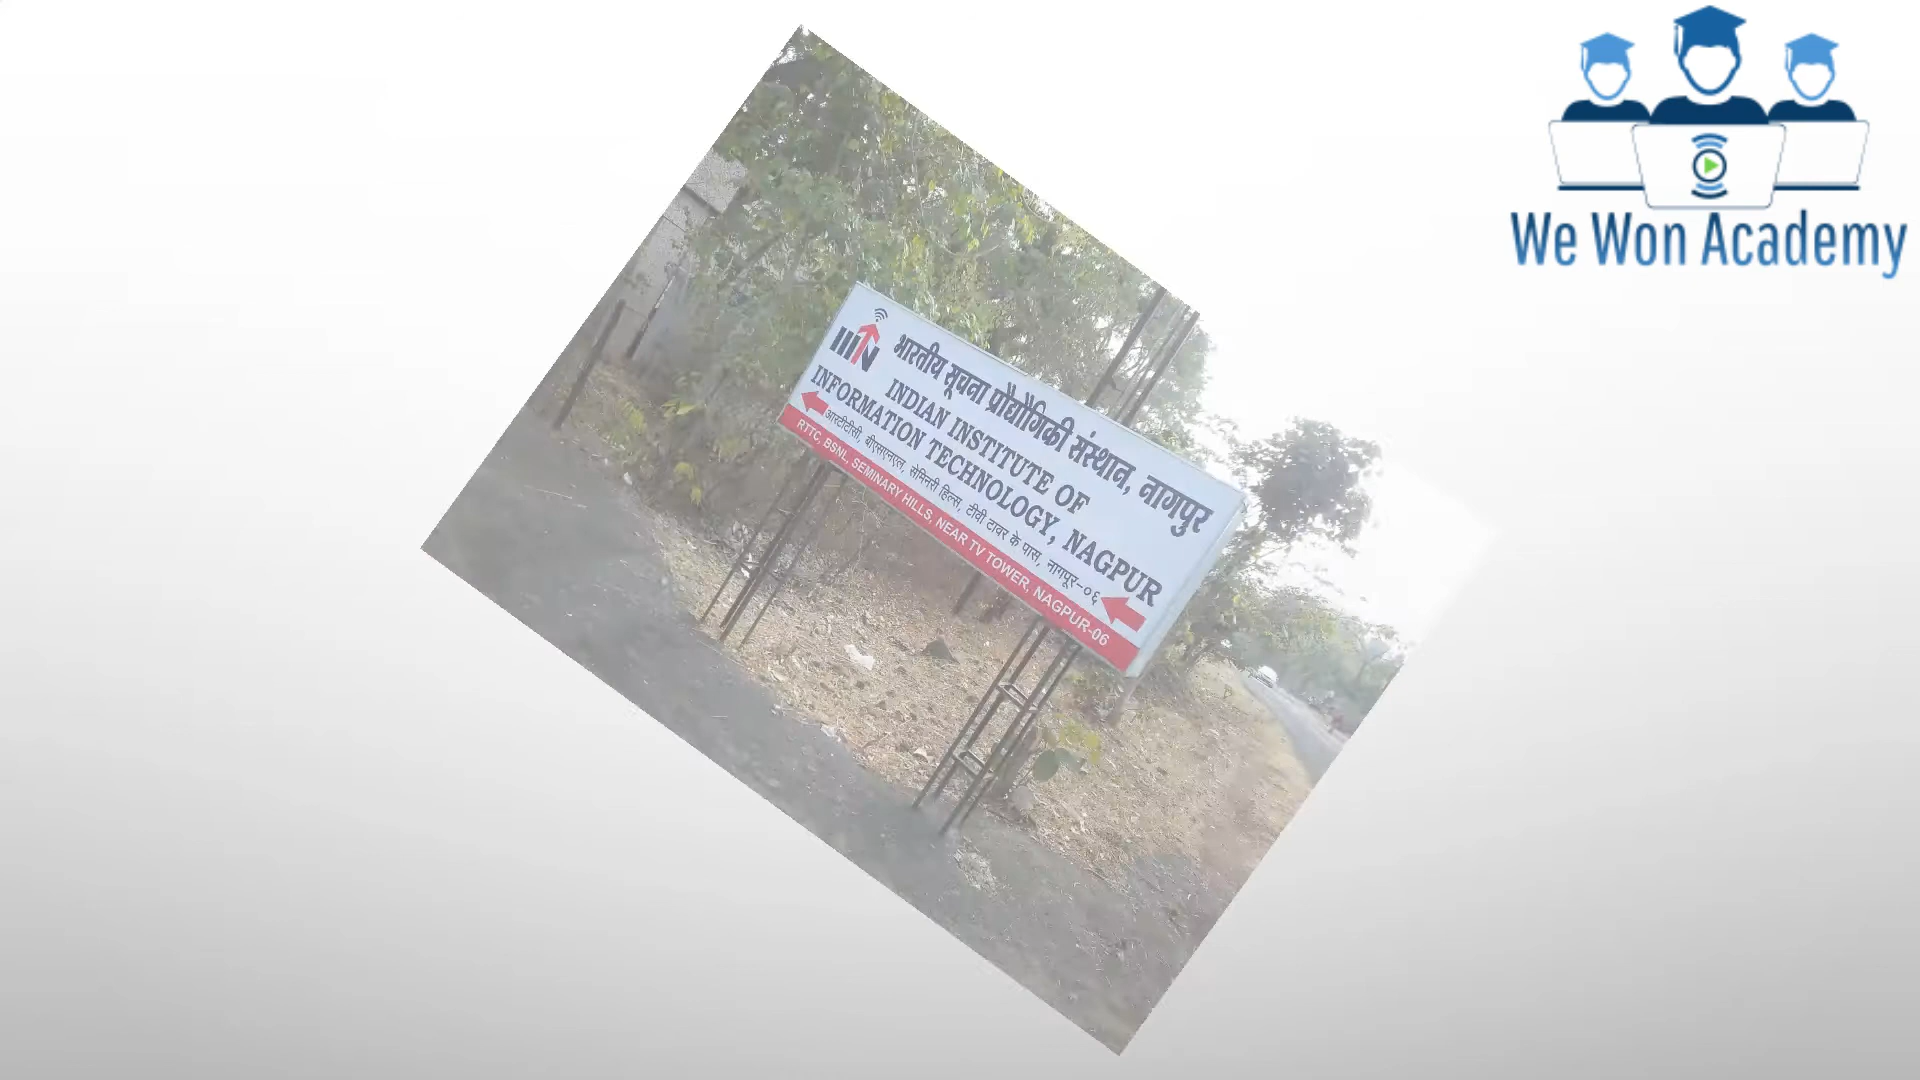 भारतीय सूचना प्रौद्यौगिकी संस्थान, नागपुर
INDIAN INSTITUTE OF
INFORMATION TECHNOLOGY, NAGPUR
आरटीटीसी, बीएसएनएल, सेमिनरी हिल्स, टीवी टावर के पास, नागपूर-०६
RTTC, BSNL, SEMINARY HILLS, NEAR TV TOWER, NAGPUR-06
IIITN
We Won Academy